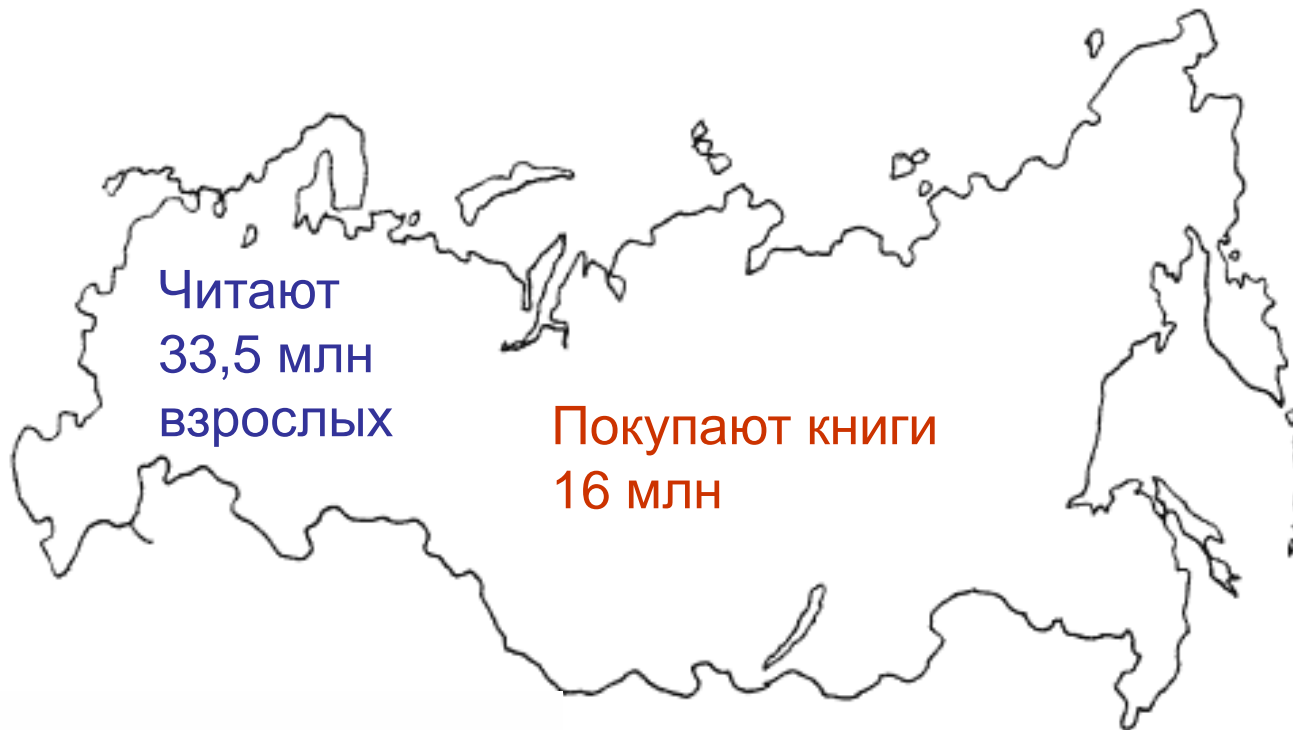 Читают
33,5 млн
взрослых
Покупают книги
16 млн